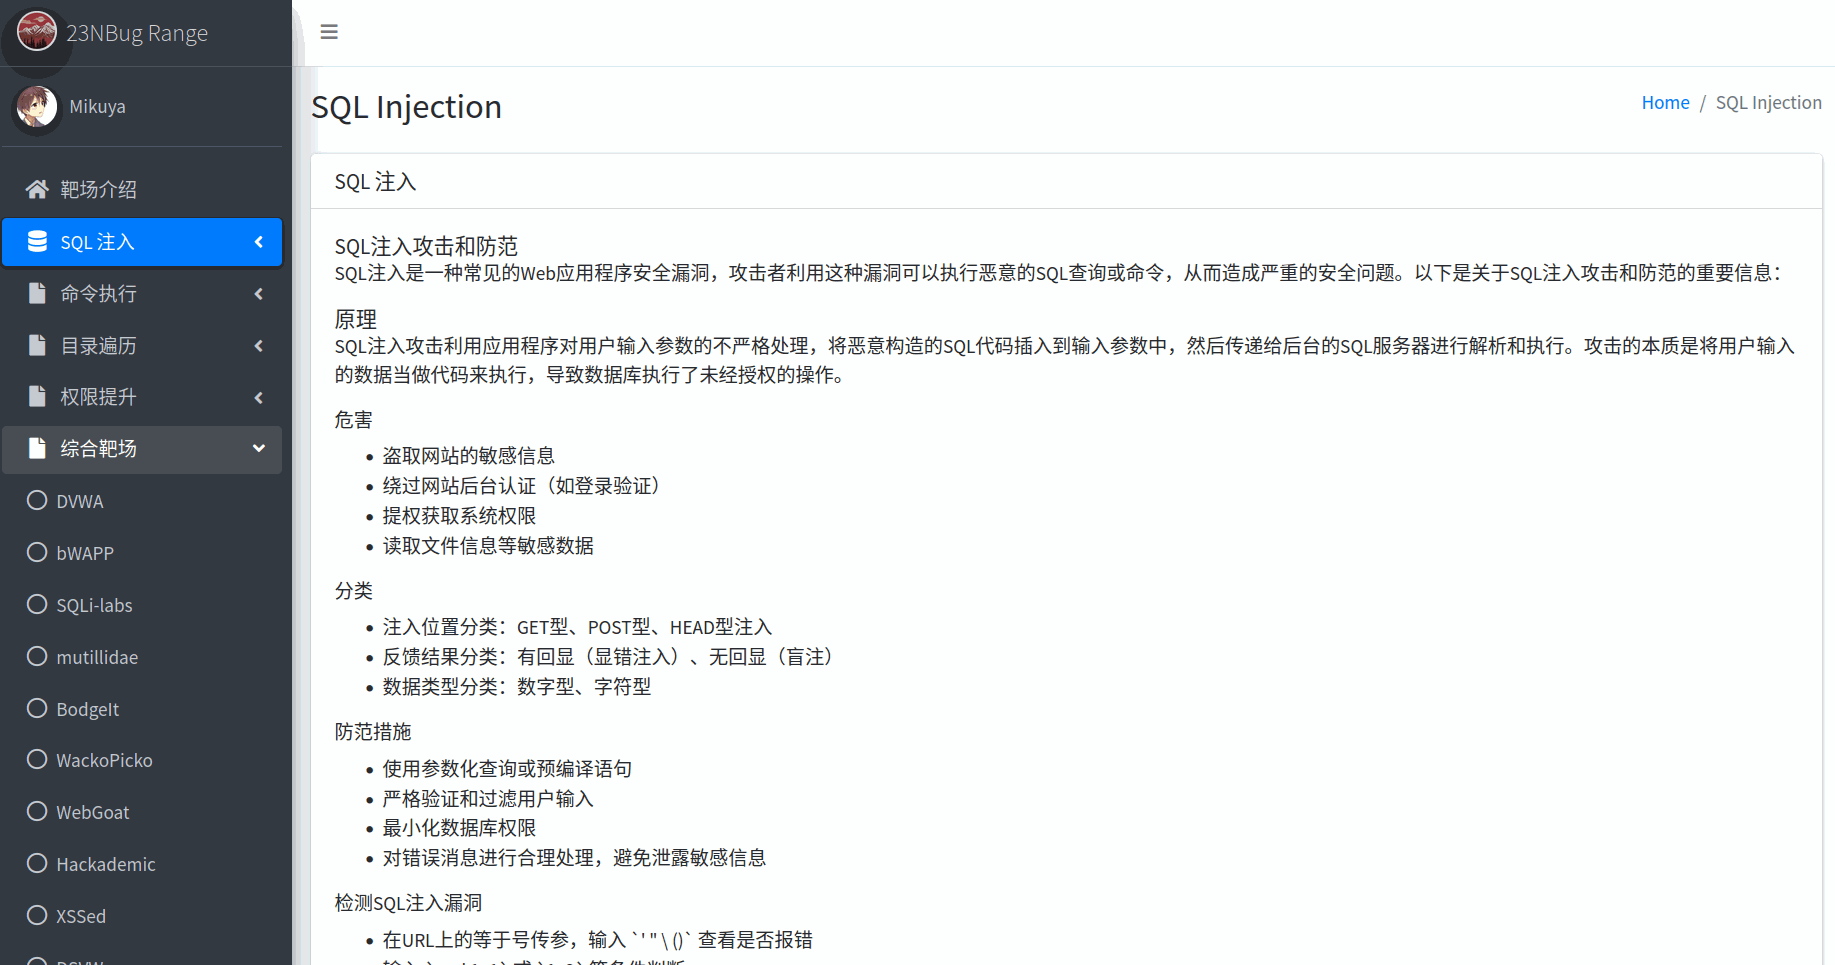 23NBug Range
Mikuya
靶场介绍
SQL 注入
命令执行
目录遍历
权限提升
综合靶场
DVWA
bWAPP
SQLi-labs
mutillidae
BodgeIt
WackoPicko
WebGoat
Hackademic
XSSed
SQL Injection
Home / SQL Injection
SQL 注入
SQL注入攻击和防范
SQL注入是一种常见的Web应用程序安全漏洞，攻击者利用这种漏洞可以执行恶意的SQL查询或命令，从而造成严重的安全问题。以下是关于SQL注入攻击和防范的重要信息：
原理
SQL注入攻击利用应用程序对用户输入参数的不严格处理，将恶意构造的SQL代码插入到输入参数中，然后传递给后台的SQL服务器进行解析和执行。攻击的本质是将用户输入
的数据当做代码来执行，导致数据库执行了未经授权的操作。
危害
• 盗取网站的敏感信息
• 绕过网站后台认证（如登录验证）
• 提权获取系统权限
• 读取文件信息等敏感数据
分类
• 注入位置分类：GET型、POST型、HEAD型注入
• 反馈结果分类：有回显（显错注入）、无回显（盲注）
• 数据类型分类：数字型、字符型
防范措施
• 使用参数化查询或预编译语句
• 严格验证和过滤用户输入
• 最小化数据库权限
• 对错误消息进行合理处理，避免泄露敏感信息
检测SQL注入漏洞
• 在URL上的等于号传参，输入 `' " \ ()` 查看是否报错